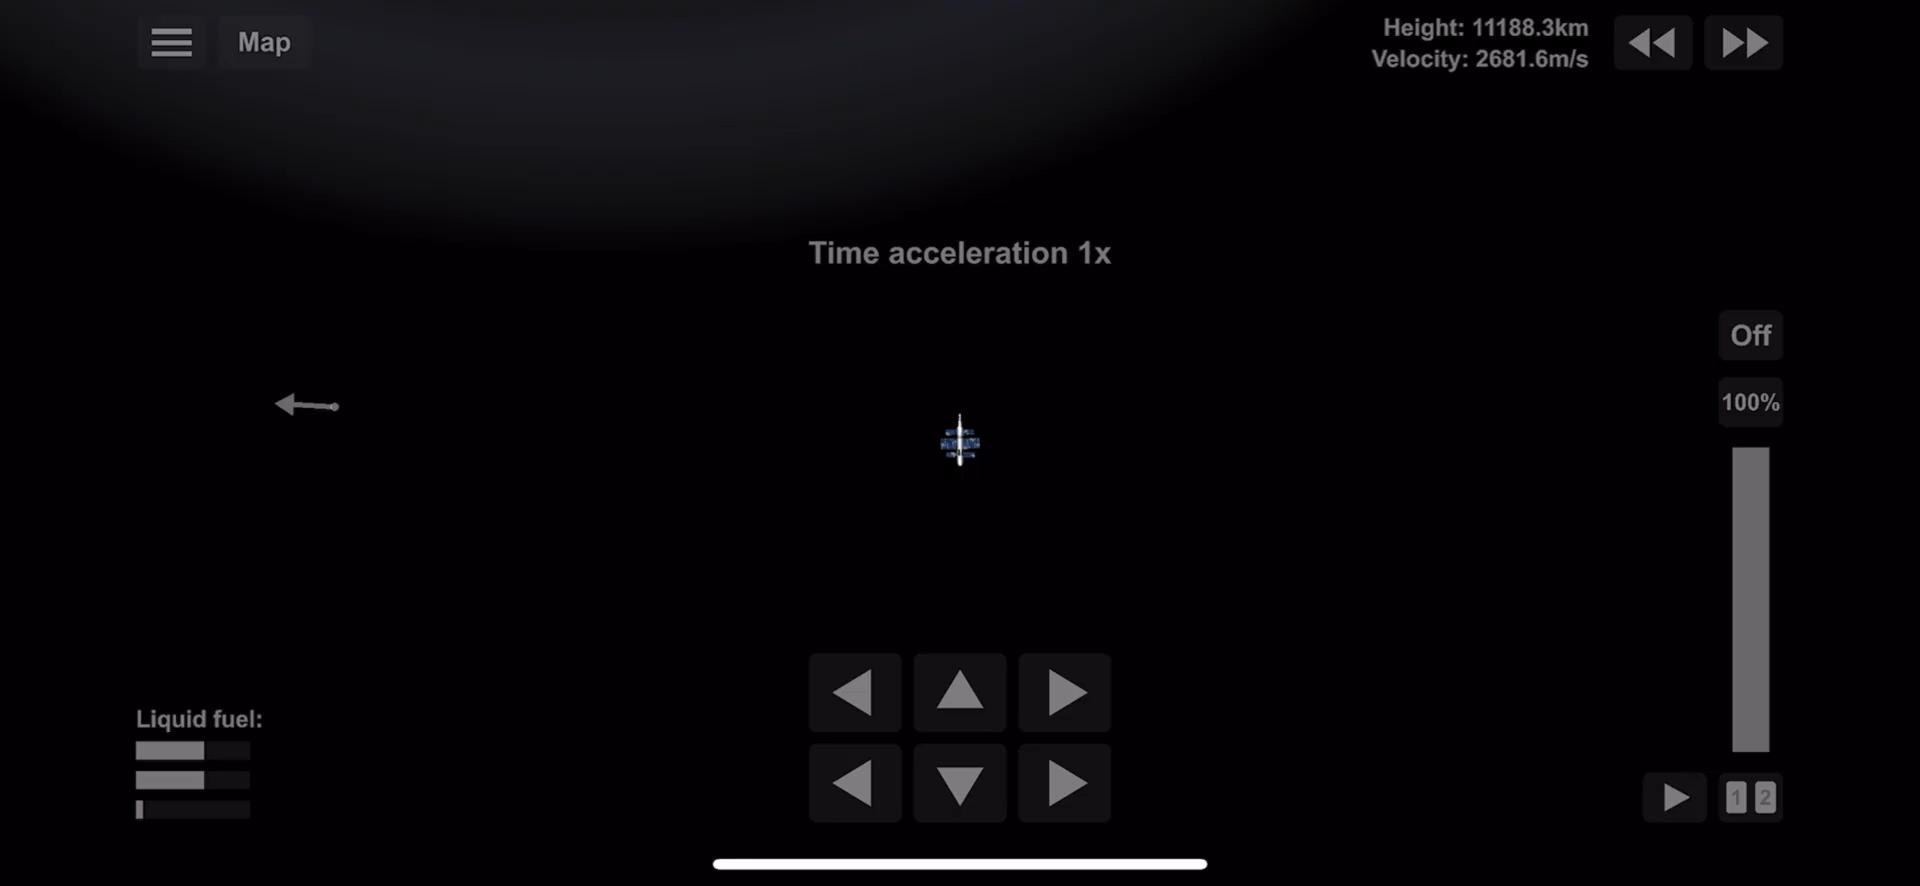 Map
Height: 11188.3km
Velocity: 2681.6m/s
Time acceleration 1x
Off
100%
Liquid fuel:
1 2